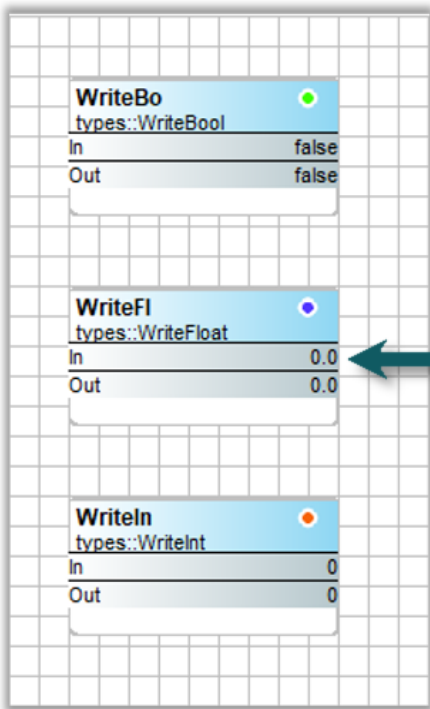 WriteBo
types::WriteBool
In false
Out false
WriteFl
types::WriteFloat
In 0.0
Out 0.0
WriteIn
types::WriteInt
In 0
Out 0